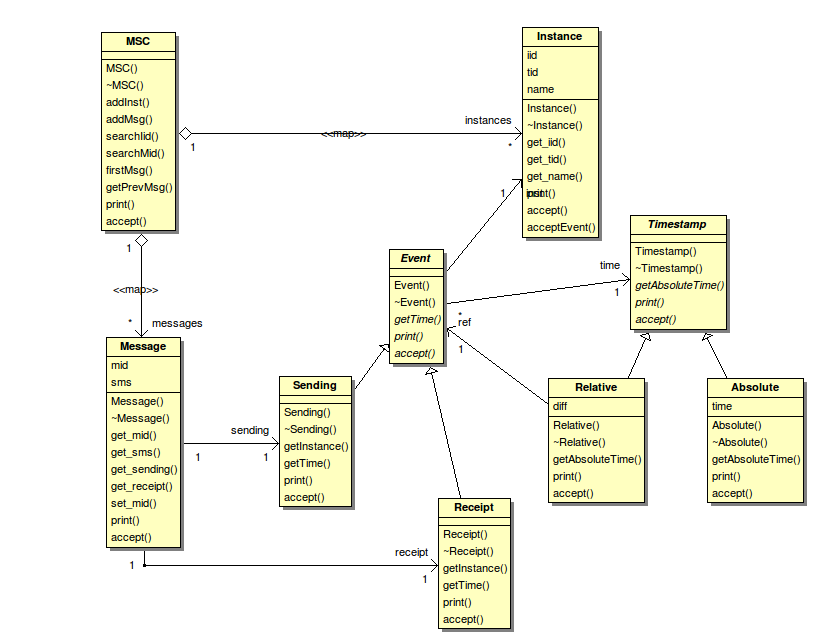 MSC
MSC()
~MSC()
addInst()
addMsg()
searchIid()
searchMid()
firstMsg()
getPrevMsg()
print()
accept()
1
<<map>>
instances
*
Instance
iid
tid
name
Instance()
~Instance()
get_iid()
get_tid()
get_name()
print()
accept()
acceptEvent()
1
1
<<map>>
*
messages
Event
Event()
~Event()
getTime()
print()
accept()
time
1
*
ref
1
Timestamp
Timestamp()
~Timestamp()
getAbsoluteTime()
print()
accept()
Message
mid
sms
Message()
~Message()
get_mid()
get_sms()
get_sending()
get_receipt()
set_mid()
print()
accept()
sending
1
1
Sending
Sending()
~Sending()
getInstance()
getTime()
print()
accept()
Relative
diff
Relative()
~Relative()
getAbsoluteTime()
print()
accept()
Absolute
time
Absolute()
~Absolute()
getAbsoluteTime()
print()
accept()
1
receipt
1
Receipt
Receipt()
~Receipt()
getInstance()
getTime()
print()
accept()